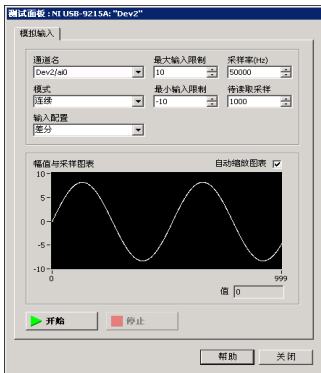 测试面板 : NI USB-9215A: "Dev2"
模拟输入
通道名 最大输入限制 采样率(Hz)
Dev2/ai0 10 50000
模式 最小输入限制 待读取采样
连续 -10 1000
输入配置
差分
幅值与采样图表 自动缩放图表
10
5
0
-5
-10
0 999
值 0
开始 停止
帮助 关闭